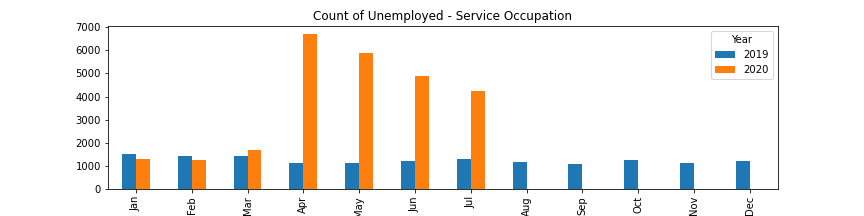 Count of Unemployed - Service Occupation
7000
6000
5000
4000
3000
2000
1000
0
Year
2019
2020
Jan
Feb
Mar
Apr
May
Jun
Jul
Aug
Sep
Oct
Nov
Dec